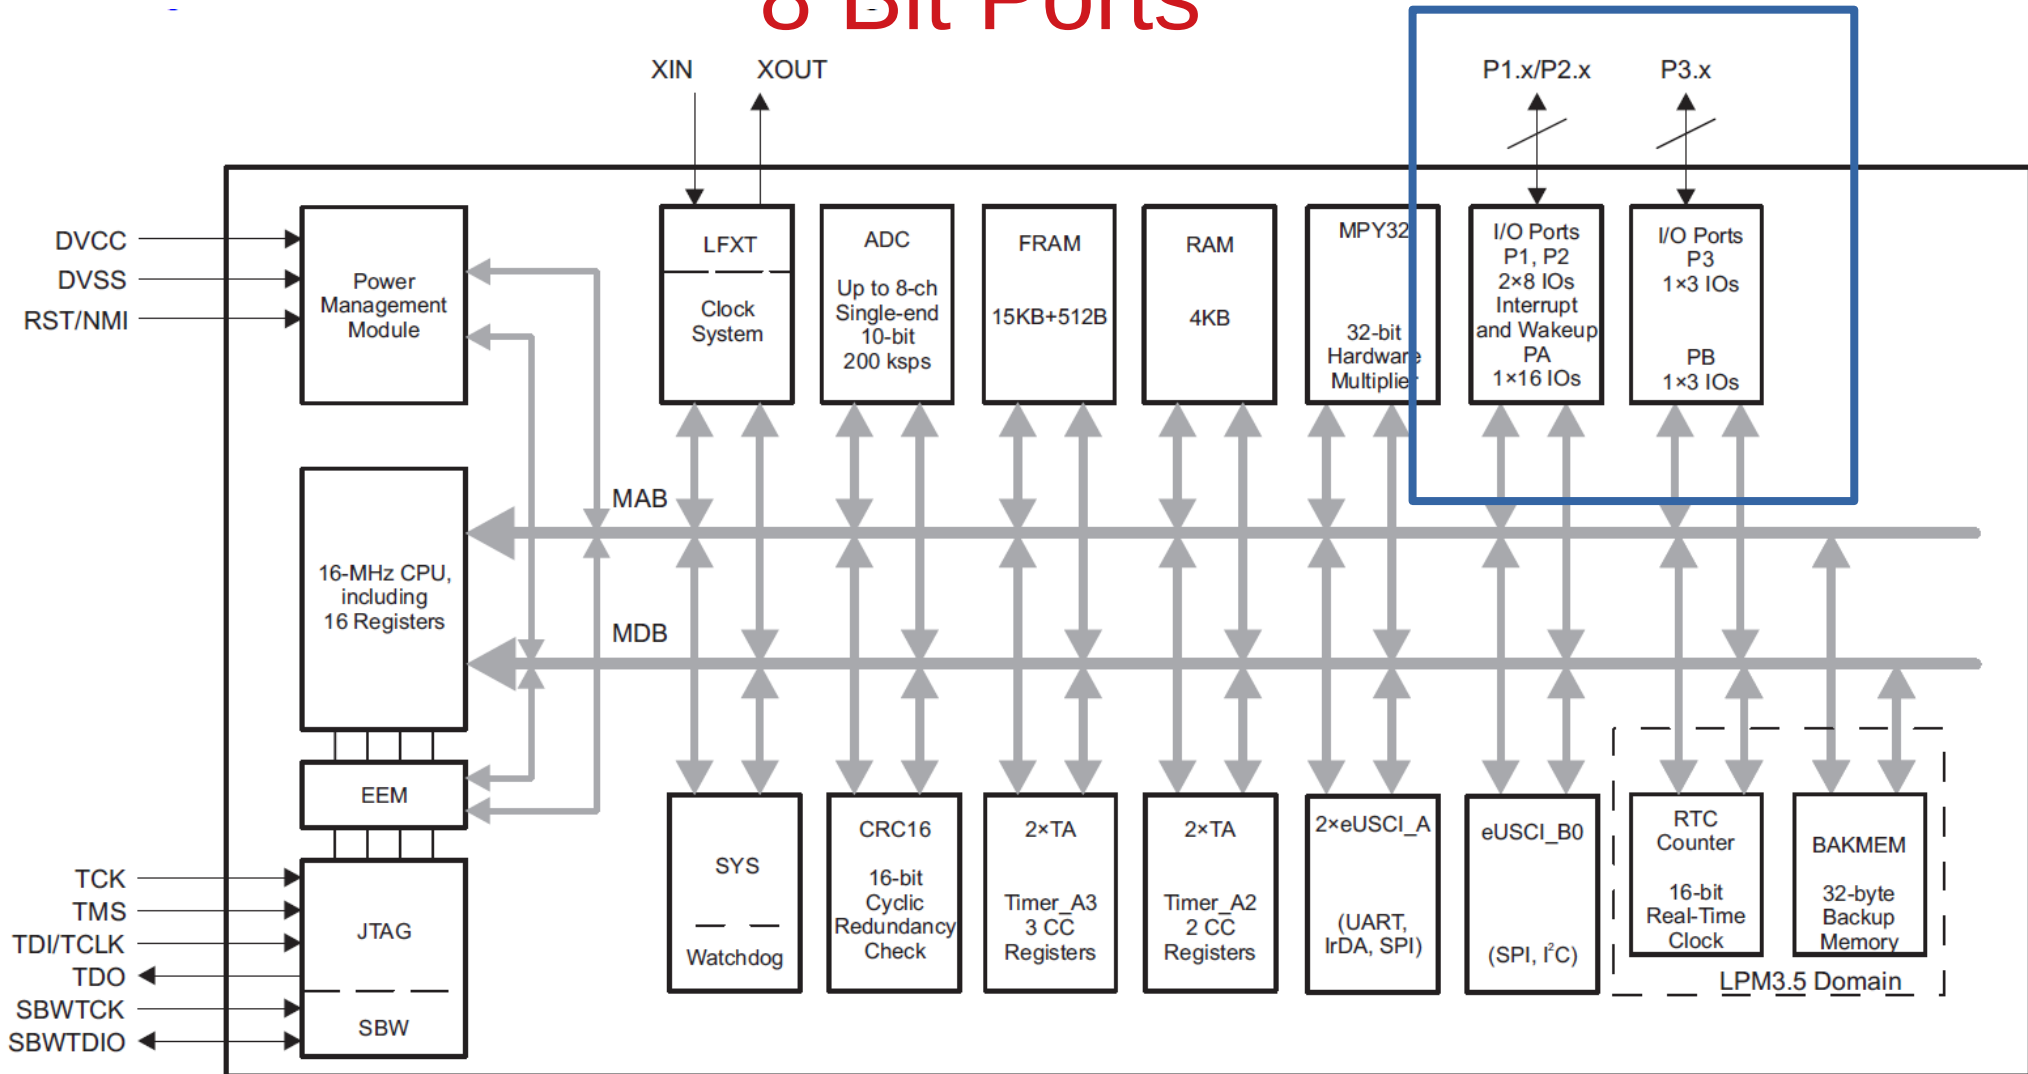 8 Bit Ports
XIN
XOUT
P1.x/P2.x
P3.x
DVCC
DVSS
RST/NMI
Power
Management
Module
LFXT
Clock
System
ADC
Up to 8-ch
Single-end
10-bit
200 ksps
FRAM
15KB+512B
RAM
4KB
MPY32
32-bit
Hardware
Multiplier
I/O Ports
P1, P2
2×8 IOs
Interrupt
and Wakeup
PA
1×16 IOs
I/O Ports
P3
1×3 IOs
PB
1×3 IOs
MAB
16-MHz CPU,
including
16 Registers
MDB
EEM
TCK
TMS
TDI/TCLK
TDO
SBWTCK
SBWTDIO
JTAG
SBW
SYS
Watchdog
CRC16
16-bit
Cyclic
Redundancy
Check
2×TA
Timer_A3
3 CC
Registers
2×TA
Timer_A2
2 CC
Registers
2×eUSCI_A
(UART,
IrDA, SPI)
eUSCI_B0
(SPI, I²C)
RTC
Counter
16-bit
Real-Time
Clock
BAKMEM
32-byte
Backup
Memory
LPM3.5 Domain